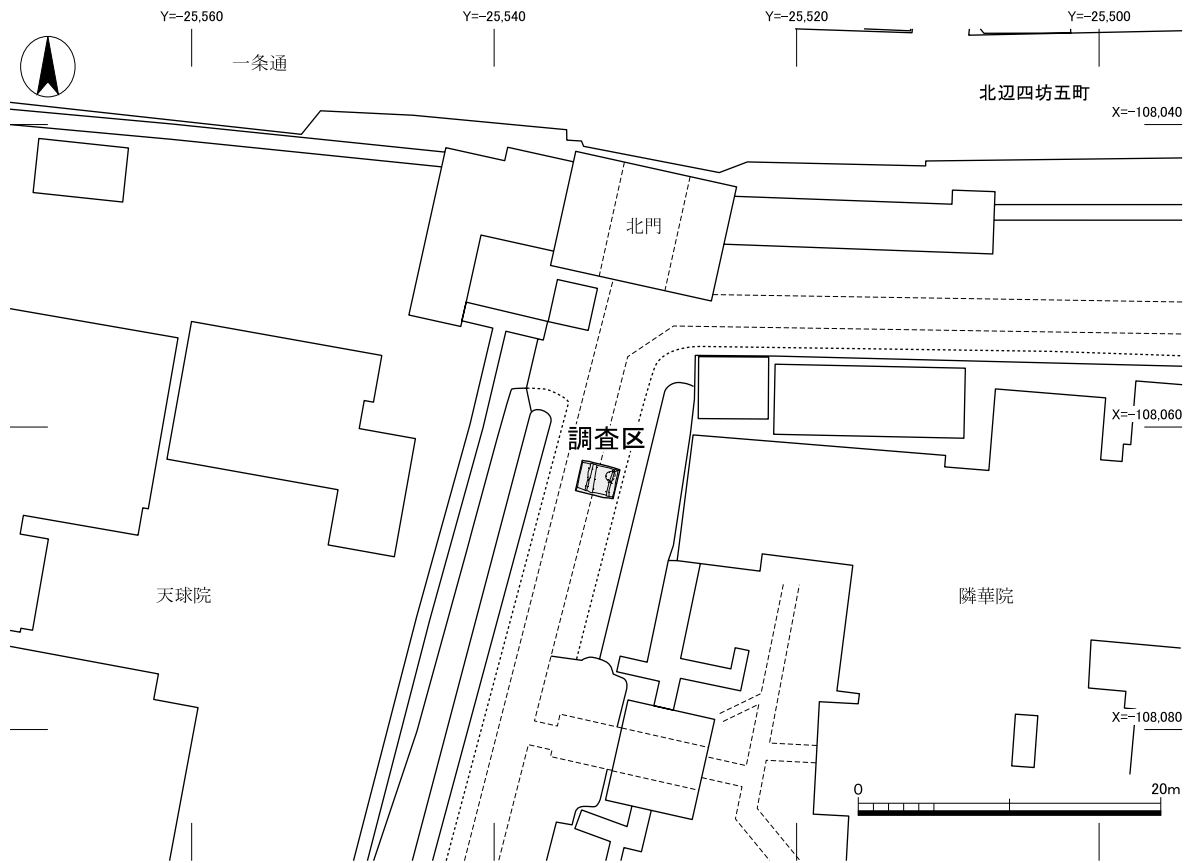 Y=-25,560
Y=-25,540
Y=-25,520
Y=-25,500
一条通
北辺四坊五町
X=-108,040
北門
X=-108,060
調査区
天球院
隣華院
X=-108,080
0
20m